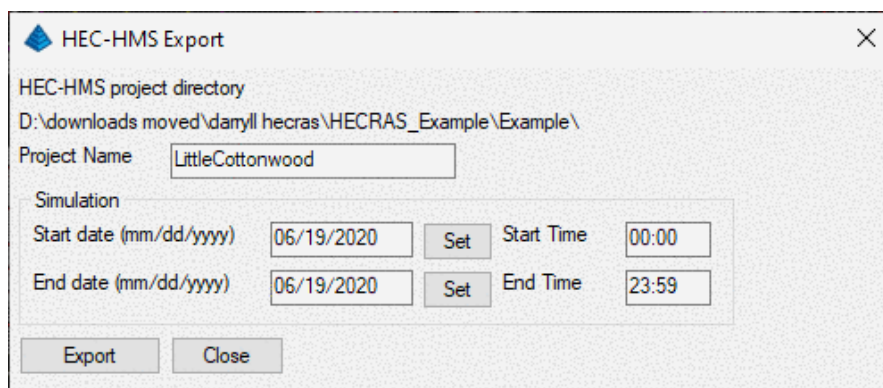 HEC-HMS Export
HEC-HMS project directory
D:\downloads moved\darryll hecras\HECRAS_Example\Example\
Project Name LittleCottonwood
Simulation
Start date (mm/dd/yyyy) 06/19/2020 Set Start Time 00:00
End date (mm/dd/yyyy) 06/19/2020 Set End Time 23:59
Export Close